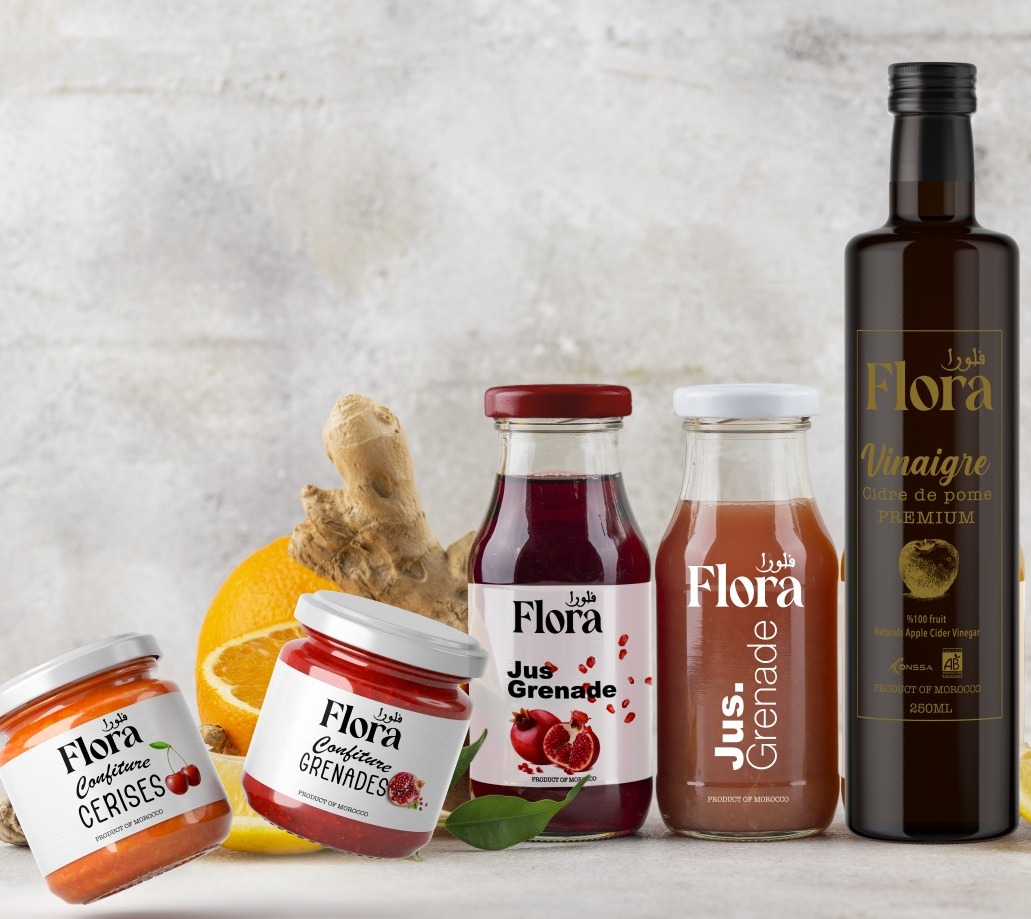 فلورا
Flora
Confiture
CERISES
PRODUCT OF MOROCCO
فلورا
Flora
Confiture
GRENADES
PRODUCT OF MOROCCO
فلورا
Flora
Jus
Grenade
PRODUCT OF MOROCCO
فلورا
Flora
Jus.
Grenade
PRODUCT OF MOROCCO
فلورا
Flora
Vinaigre
Cidre de pome
PREMIUM
%100 fruit
Naturals Apple Cider Vinegar
ONSSA
AB
PRODUCT OF MOROCCO
250ML